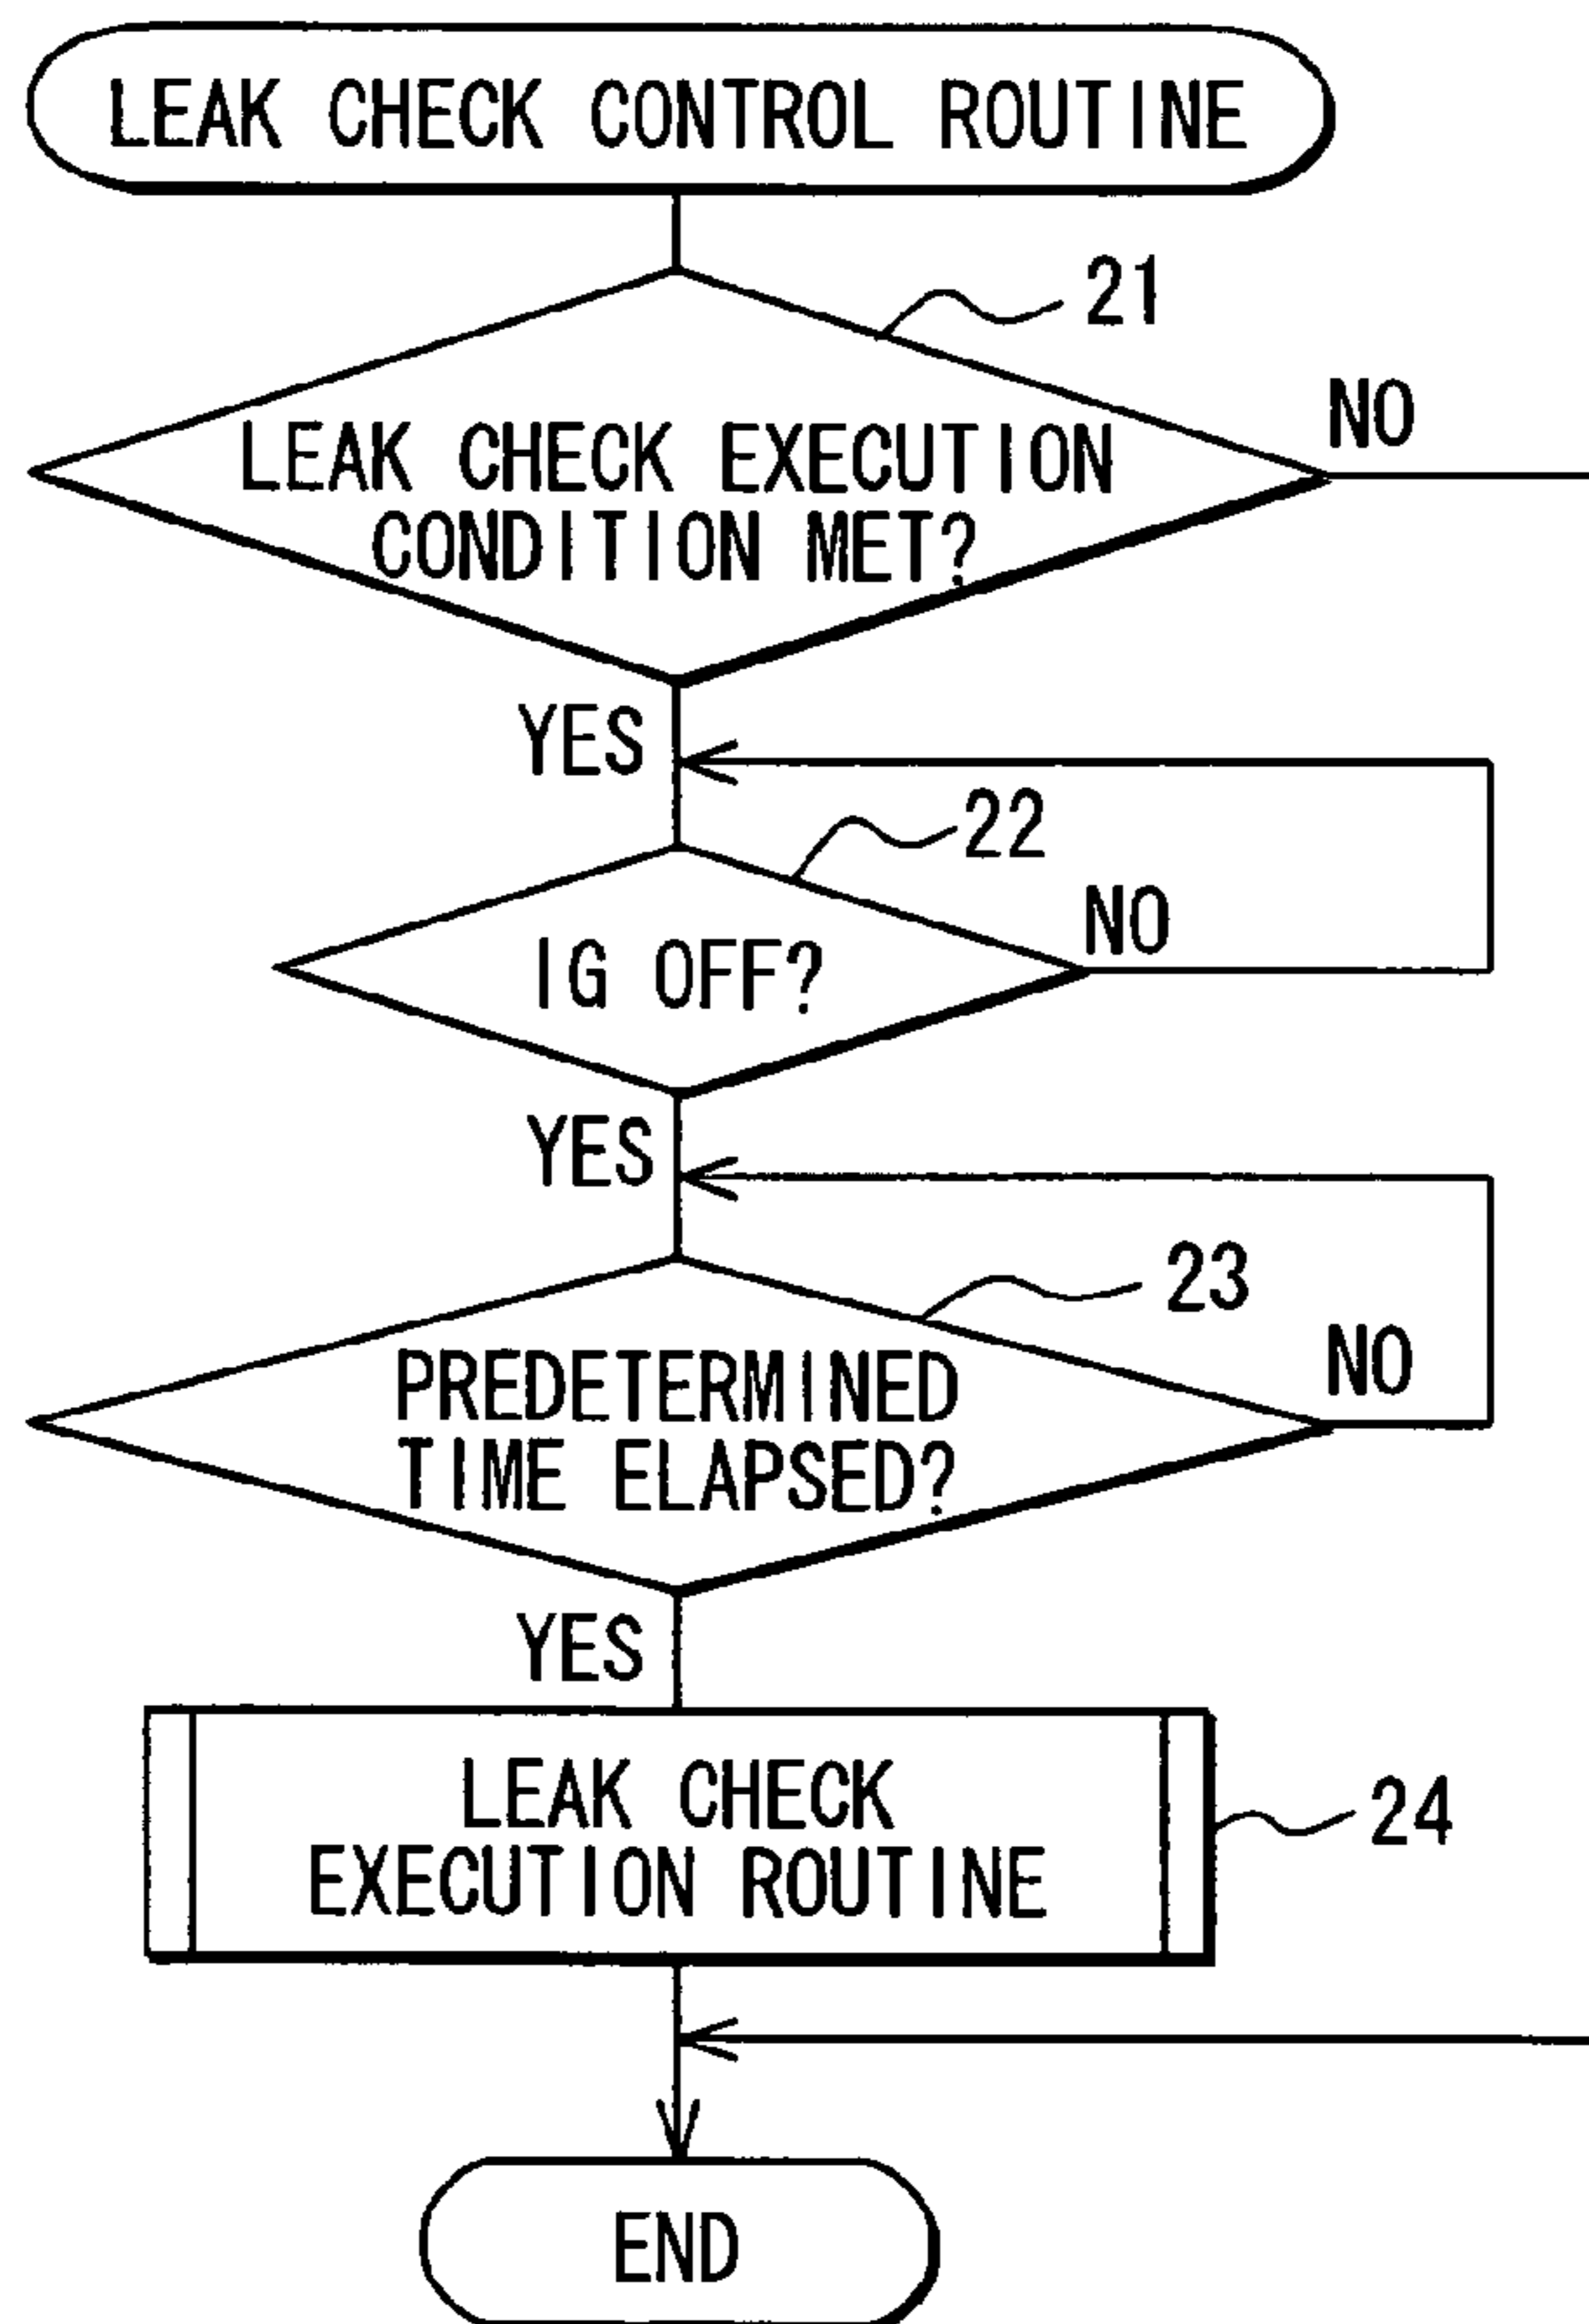 LEAK CHECK CONTROL ROUTINE
21
NO
LEAK CHECK EXECUTION
CONDITION MET?
YES
22
NO
IG OFF?
YES
23
NO
PREDETERMINED
TIME ELAPSED?
YES
LEAK CHECK
24
EXECUTION ROUTINE
END